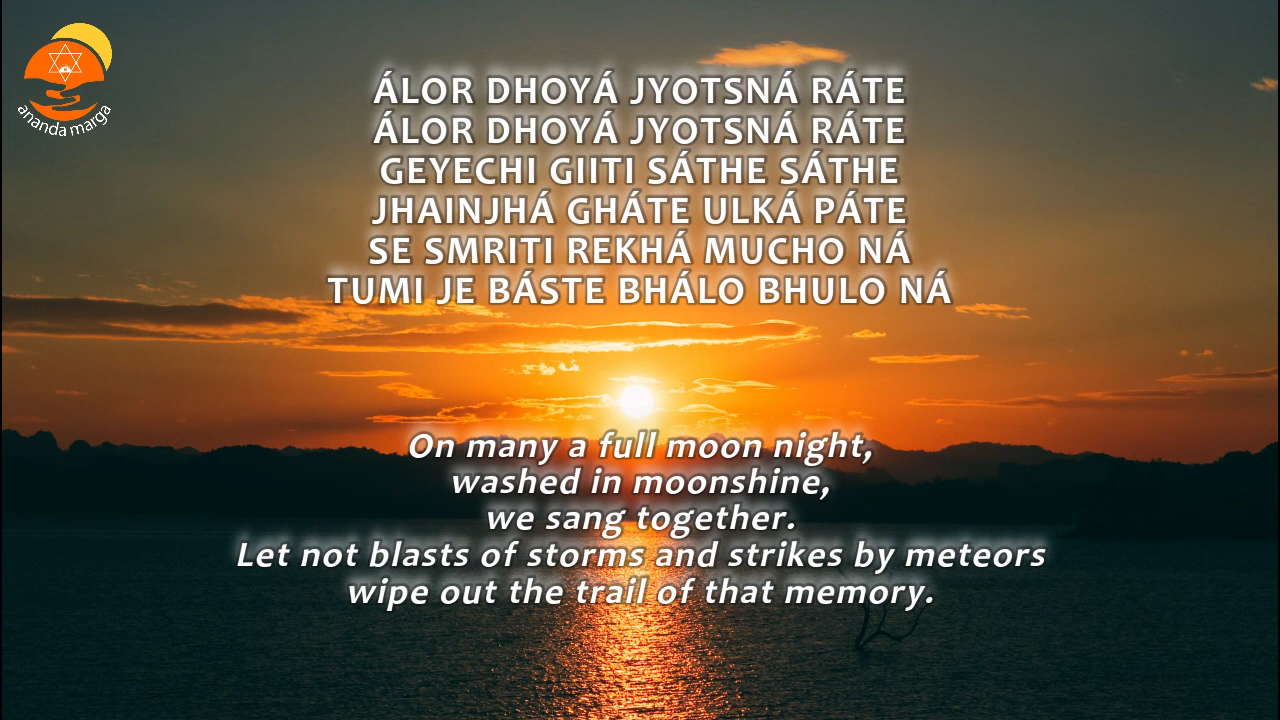 ananda marga
ÁLOR DHOYÁ JYOTSNÁ RÁTE
ÁLOR DHOYÁ JYOTSNÁ RÁTE
GEYECHI GIITI SÁTHE SÁTHE
JHAINJHÁ GHÁTE ULKÁ PÁTE
SE SMRITI REKHÁ MUCHO NÁ
TUMI JE BÁSTE BHÁLO BHULO NÁ
On many a full moon night,
washed in moonshine,
we sang together.
Let not blasts of storms and strikes by meteors
wipe out the trail of that memory.